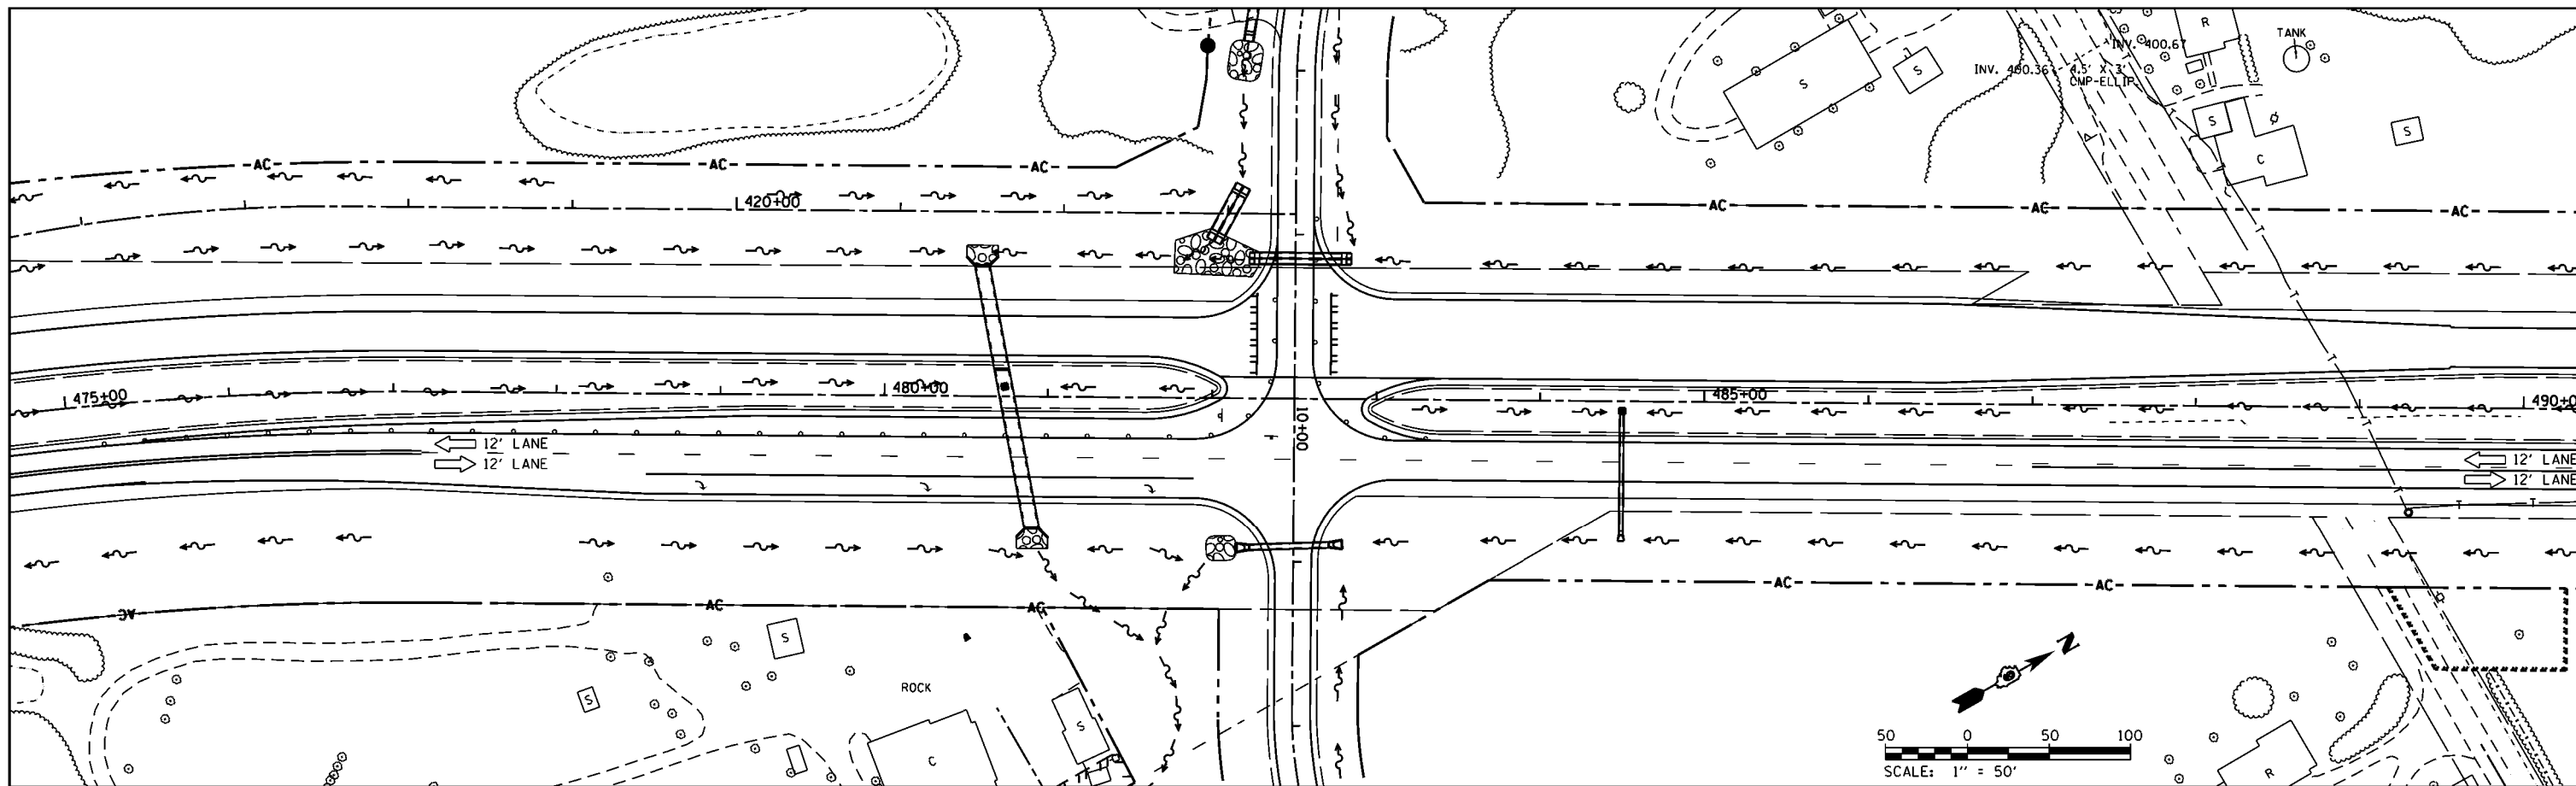 R
TANK
INV. 400.67
INV. 400.36
4.5' X 3'
CMP-ELLIP.
S
S
S
S
C
AC
AC
AC
420+00
AC
AC
AC
T
T
T
T
475+00
480+00
485+00
490+0
10+00
12' LANE
12' LANE
12' LANE
12' LANE
T
T
AC
AC
AC
AC
AC
S
S
ROCK
S
C
N
R
50 0 50 100
SCALE: 1'' = 50'